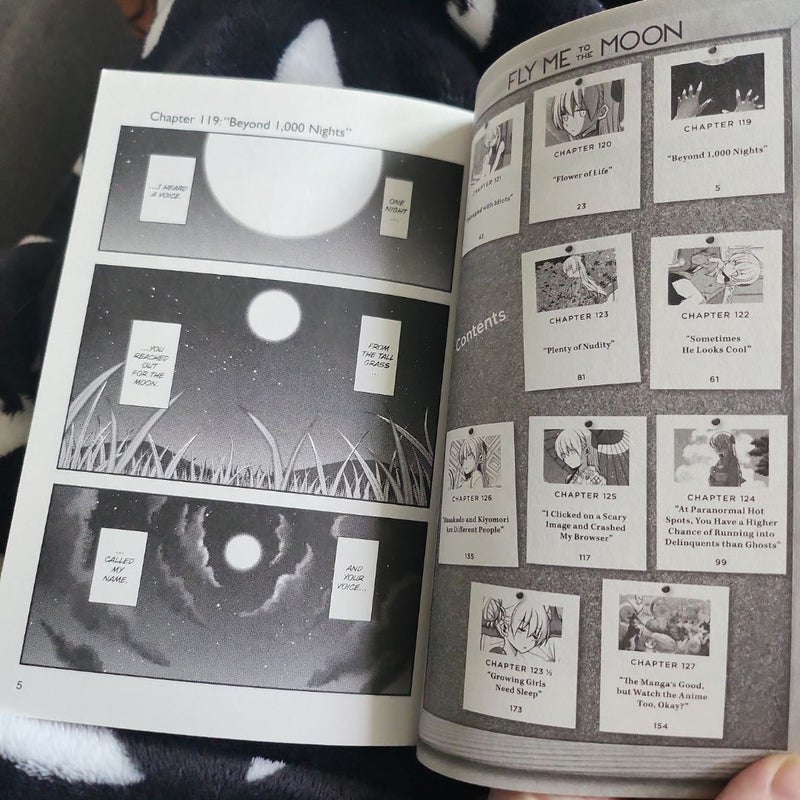 FLY ME TO THE MOON
Contents
CHAPTER 119
"Beyond 1,000 Nights"
5
CHAPTER 120
"Flower of Life"
23
CHAPTER 121
with Idiots"
43
CHAPTER 122
"Sometimes
He Looks Cool"
61
CHAPTER 123
"Plenty of Nudity"
81
CHAPTER 124
"At Paranormal Hot
Spots, You Have a Higher
Chance of Running into
Delinquents than Ghosts"
99
CHAPTER 125
"I Clicked on a Scary
Image and Crashed
My Browser"
117
CHAPTER 126
"Masakado and Kiyomori
Are Different People"
135
CHAPTER 127
"The Manga's Good,
but Watch the Anime
Too, Okay?"
154
CHAPTER 123 ½
"Growing Girls
Need Sleep"
173
Chapter 119: "Beyond 1,000 Nights"
ONE
NIGHT
...
...I HEARD
A VOICE.
FROM
THE TALL
GRASS
...
...YOU
REACHED
OUT
FOR THE
MOON.
AND
YOUR
VOICE...
...
CALLED
MY
NAME.
5